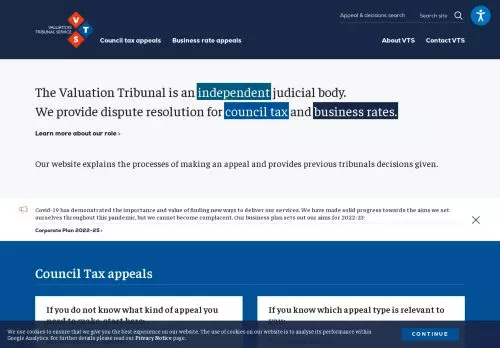 Appeal & decisions search
Search site
VALUATION
TRIBUNAL SERVICE
V
T
S
Council tax appeals
Business rate appeals
About VTS
Contact VTS
The Valuation Tribunal is an independent judicial body.
We provide dispute resolution for council tax and business rates.
Learn more about our role ›
Our website explains the processes of making an appeal and provides previous tribunals decisions given.
Covid-19 has demonstrated the importance and value of finding new ways to deliver our services. We have made solid progress towards the aims we set
ourselves throughout this pandemic, but we cannot become complacent. Our business plan sets out our aims for 2022-23:
Corporate Plan 2022-25 ›
Council Tax appeals
If you do not know what kind of appeal you
need to make, start here:
If you know which appeal type is relevant to
you:
We use cookies to ensure that we give you the best experience on our website. The use of cookies on our website is to analyse its performance within
Google Analytics. For further details please read our Privacy Notice page.
CONTINUE